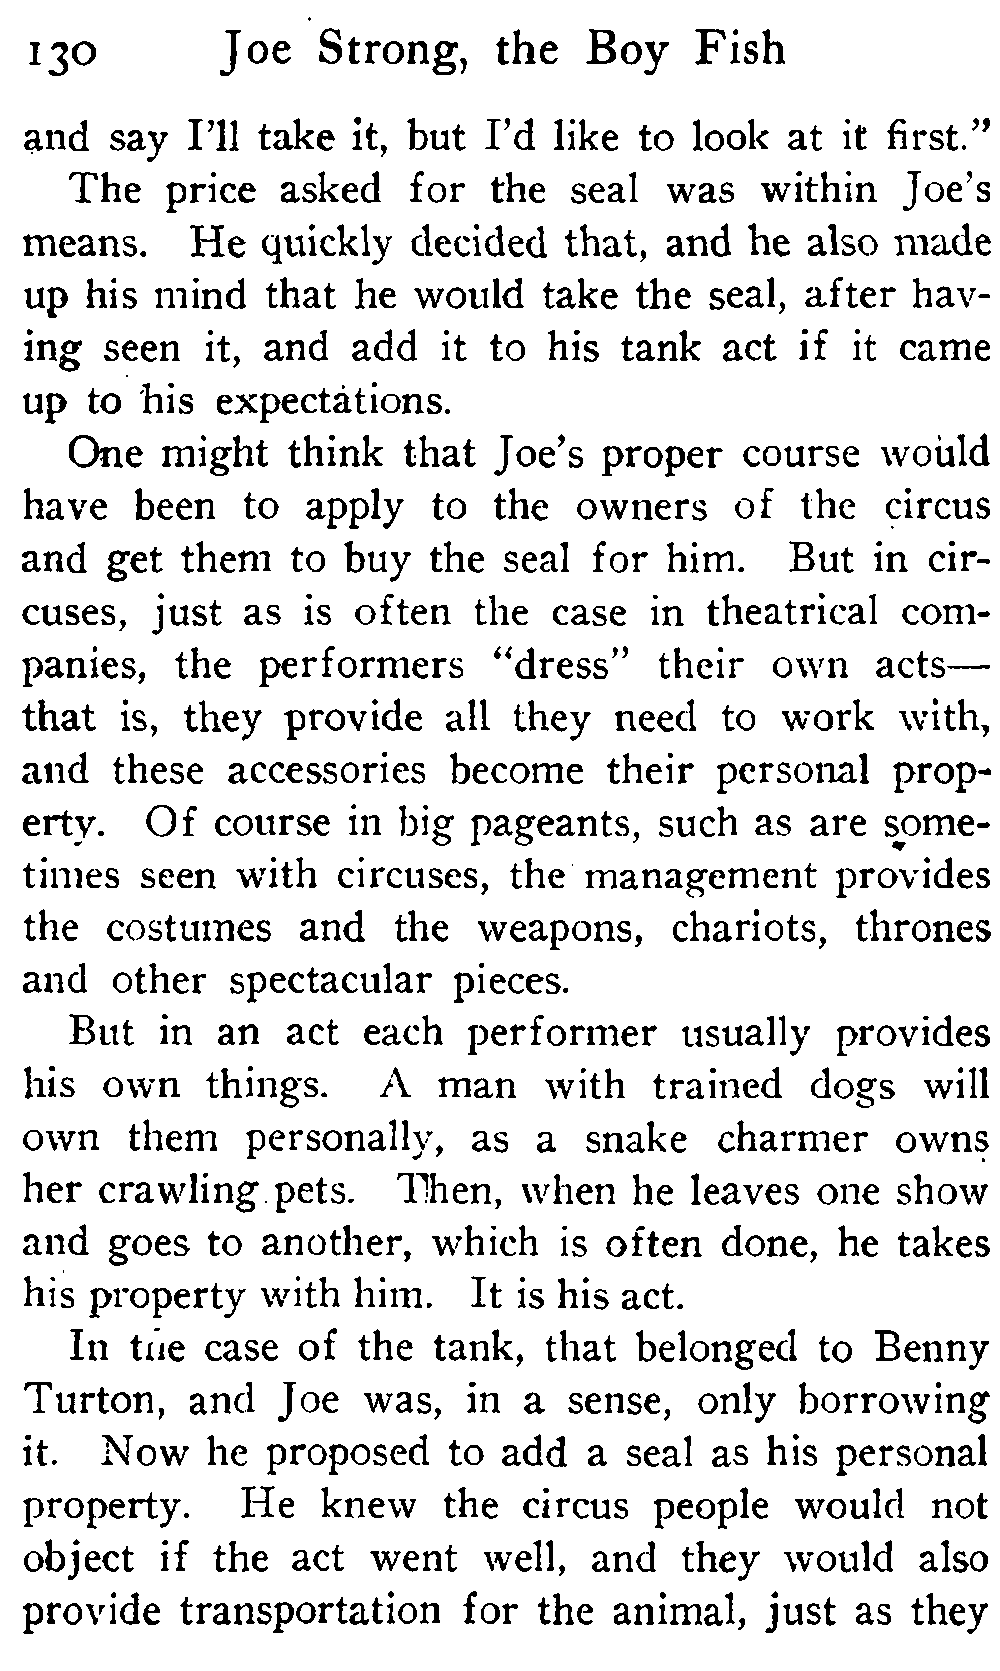 130 Joe Strong, the Boy Fish
and say I'll take it, but I'd like to look at it first."
The price asked for the seal was within Joe's
means. He quickly decided that, and he also made
up his mind that he would take the seal, after hav-
ing seen it, and add it to his tank act if it came
up to his expectations.
One might think that Joe's proper course would
have been to apply to the owners of the circus
and get them to buy the seal for him. But in cir-
cuses, just as is often the case in theatrical com-
panies, the performers "dress" their own acts—
that is, they provide all they need to work with,
and these accessories become their personal prop-
erty. Of course in big pageants, such as are some-
times seen with circuses, the management provides
the costumes and the weapons, chariots, thrones
and other spectacular pieces.
But in an act each performer usually provides
his own things. A man with trained dogs will
own them personally, as a snake charmer owns
her crawling pets. Then, when he leaves one show
and goes to another, which is often done, he takes
his property with him. It is his act.
In the case of the tank, that belonged to Benny
Turton, and Joe was, in a sense, only borrowing
it. Now he proposed to add a seal as his personal
property. He knew the circus people would not
object if the act went well, and they would also
provide transportation for the animal, just as they